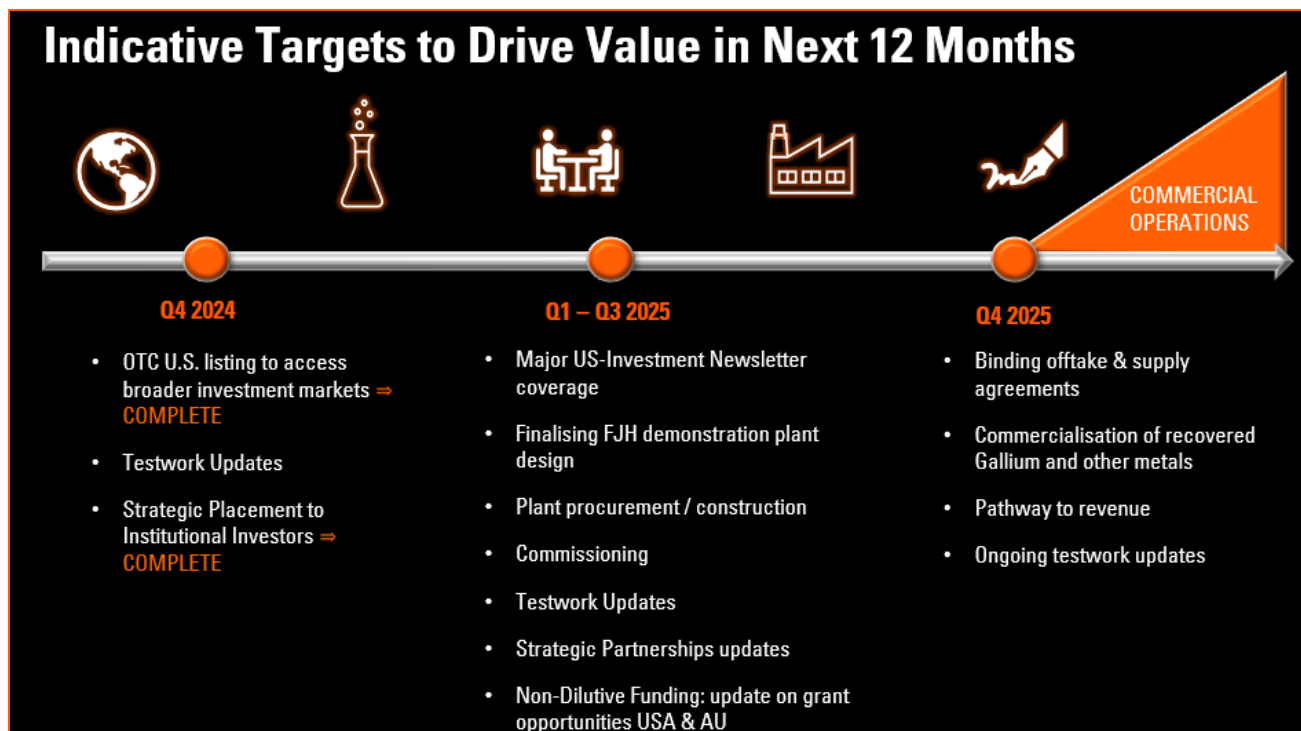 Indicative Targets to Drive Value in Next 12 Months
COMMERCIAL
OPERATIONS
Q4 2024
• OTC U.S. listing to access
broader investment markets ⇒
COMPLETE
• Testwork Updates
• Strategic Placement to
Institutional Investors ⇒
COMPLETE
Q1 – Q3 2025
• Major US-Investment Newsletter
coverage
• Finalising FJH demonstration plant
design
• Plant procurement / construction
• Commissioning
• Testwork Updates
• Strategic Partnerships updates
• Non-Dilutive Funding: update on grant
opportunities USA & AU
Q4 2025
• Binding offtake & supply
agreements
• Commercialisation of recovered
Gallium and other metals
• Pathway to revenue
• Ongoing testwork updates